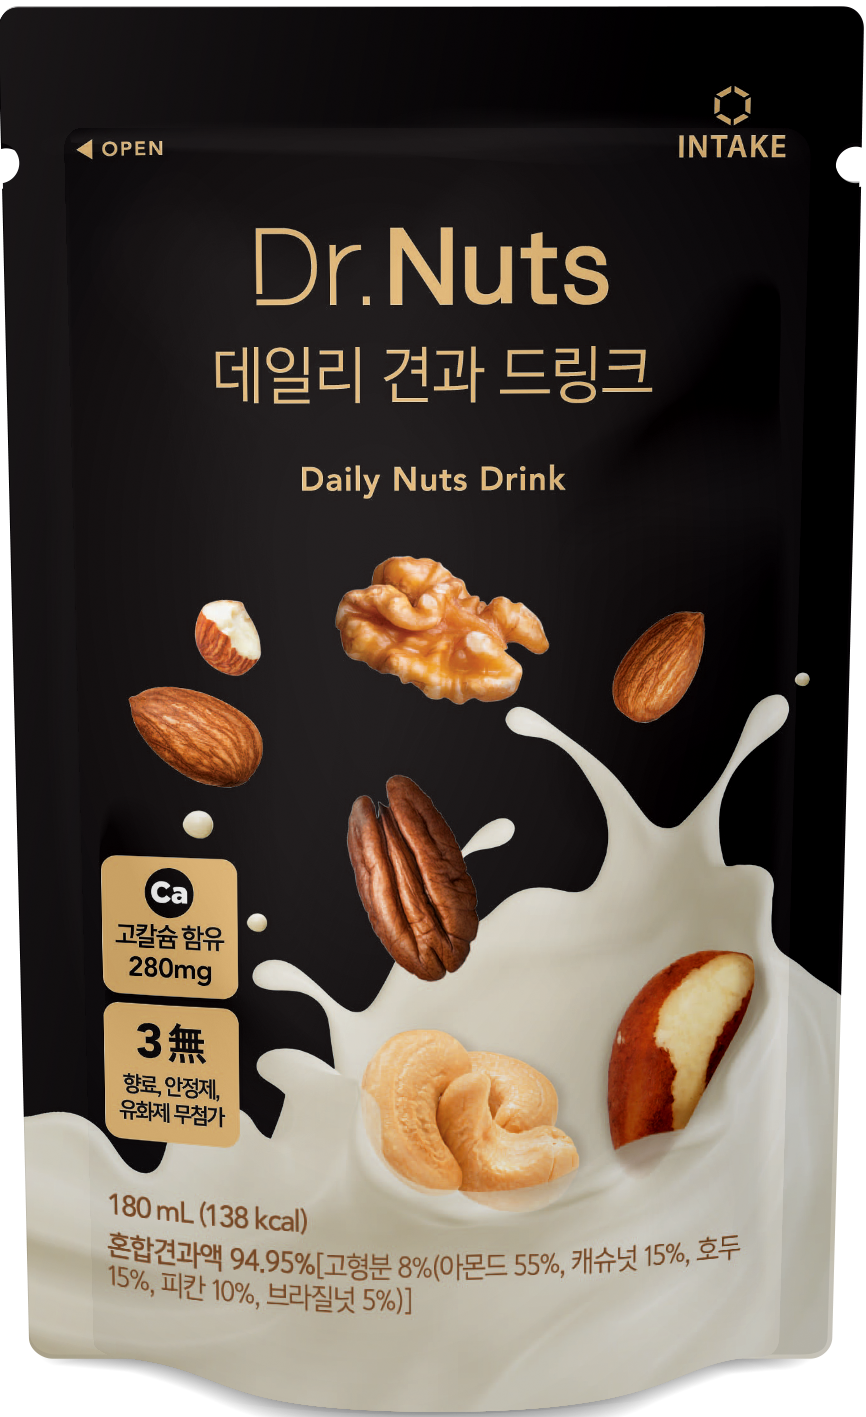 ◀ OPEN
INTAKE
Dr.Nuts
데일리 견과 드링크
Daily Nuts Drink
Ca
고칼슘 함유
280mg
3無
향료, 안정제,
유화제 무첨가
180 mL (138 kcal)
혼합견과액 94.95%[고형분 8%(아몬드 55%, 캐슈넛 15%, 호두
15%, 피칸 10%, 브라질넛 5%)]